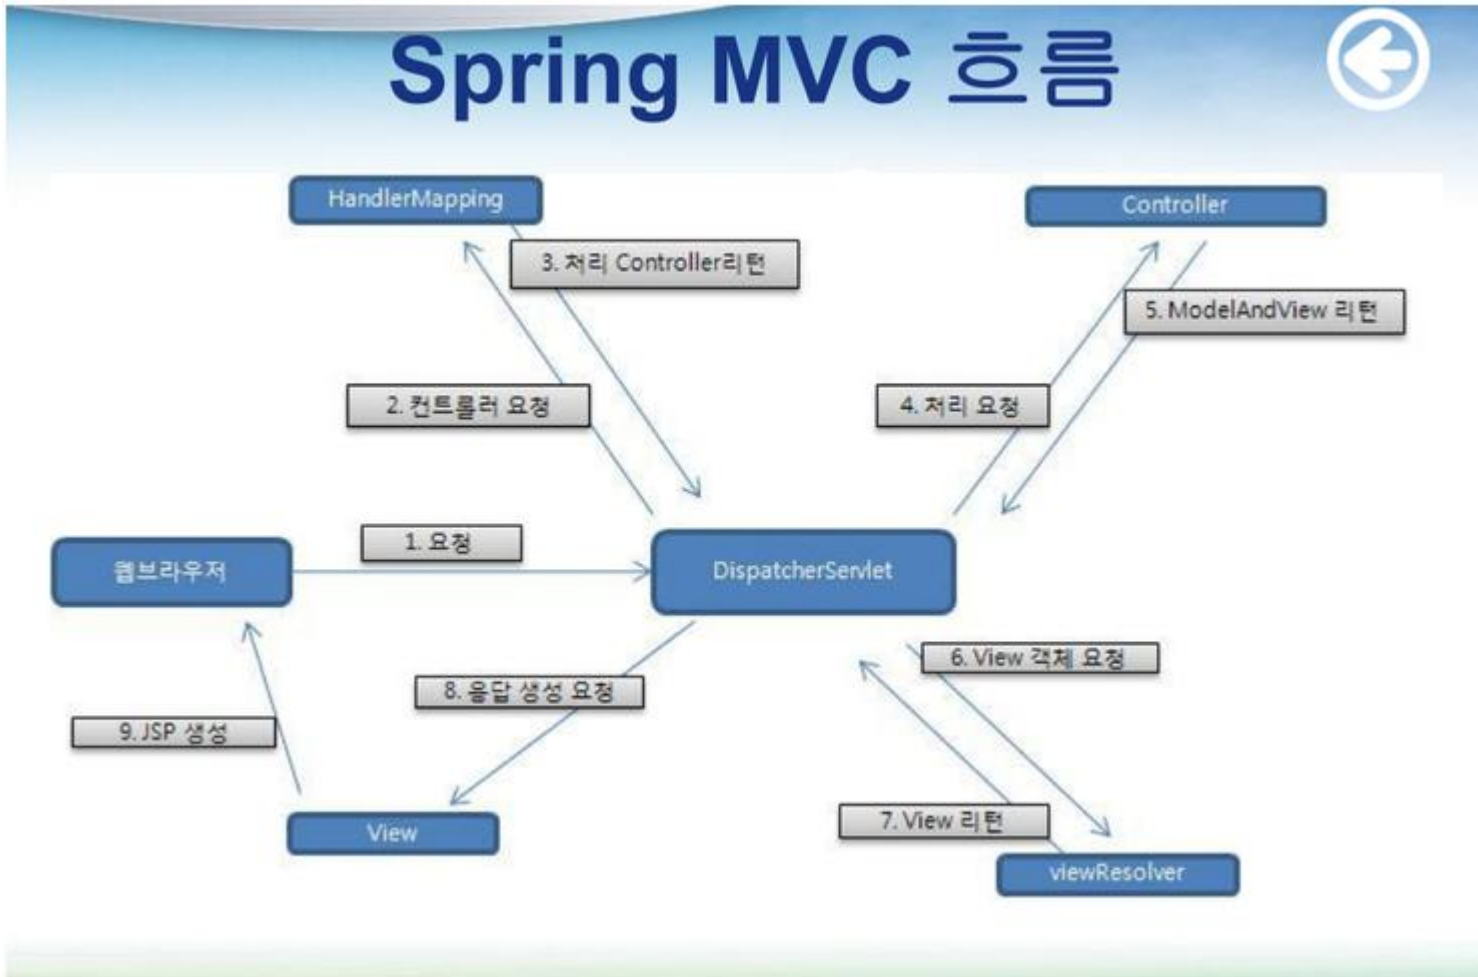 Spring MVC 흐름
HandlerMapping
Controller
3. 처리 Controller리턴
5. ModelAndView 리턴
2. 컨트롤러 요청
4. 처리 요청
1. 요청
웹브라우저
DispatcherServlet
6. View 객체 요청
8. 응답 생성 요청
9. JSP 생성
7. View 리턴
View
viewResolver